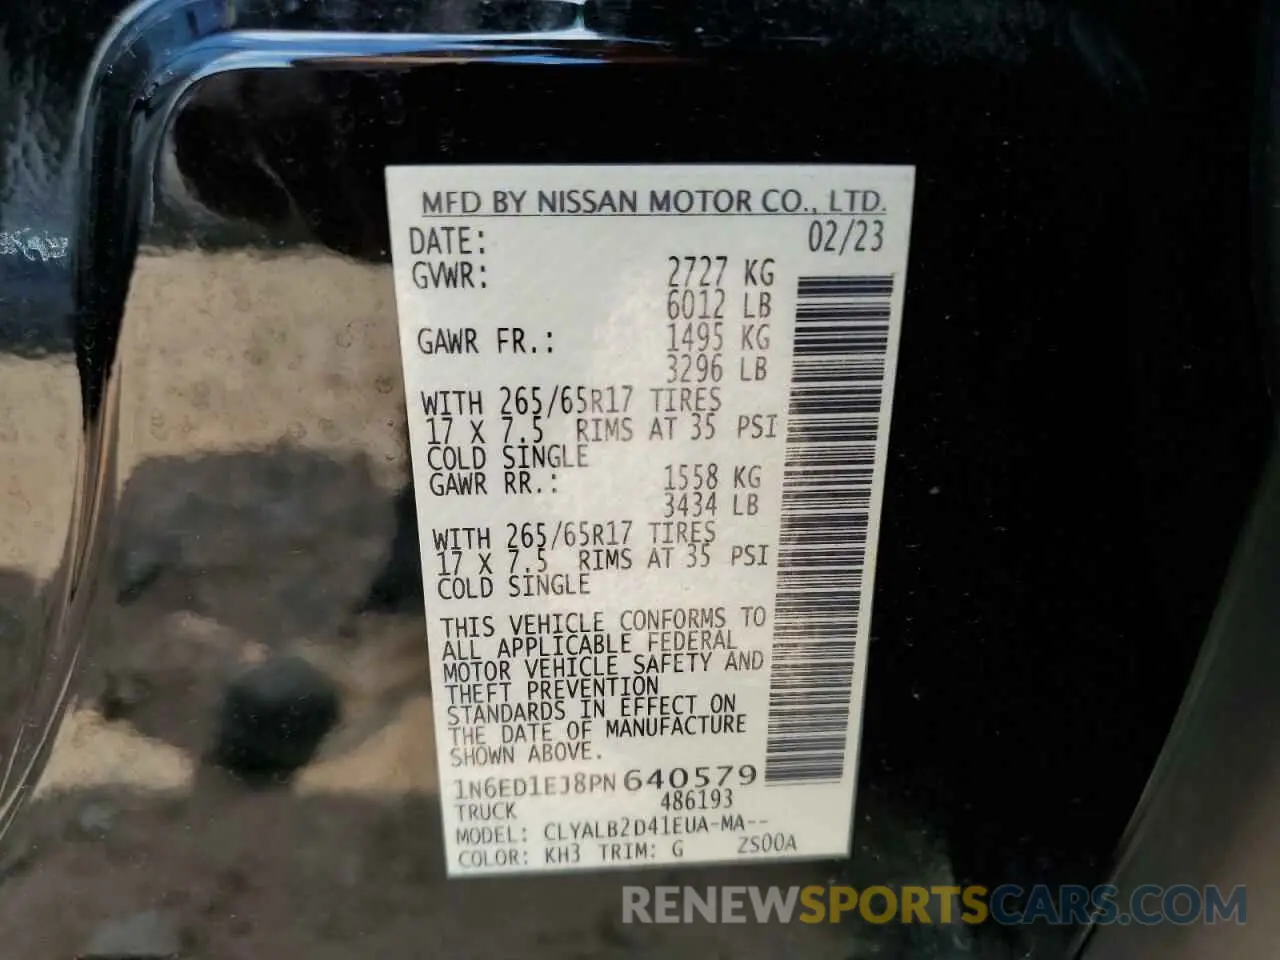 MFD BY NISSAN MOTOR CO., LTD.
DATE: 02/23
GVWR: 2727 KG
6012 LB
GAWR FR.: 1495 KG
3296 LB
WITH 265/65R17 TIRES
17 X 7.5 RIMS AT 35 PSI
COLD SINGLE
GAWR RR.: 1558 KG
3434 LB
WITH 265/65R17 TIRES
17 X 7.5 RIMS AT 35 PSI
COLD SINGLE
THIS VEHICLE CONFORMS TO
ALL APPLICABLE FEDERAL
MOTOR VEHICLE SAFETY AND
THEFT PREVENTION
STANDARDS IN EFFECT ON
THE DATE OF MANUFACTURE
SHOWN ABOVE.
1N6ED1EJ8PN 640579
TRUCK 486193
MODEL: CLYALB2D41EUA-MA--
COLOR: KH3 TRIM: G ZS00A
RENEWSPORTSCARS.COM